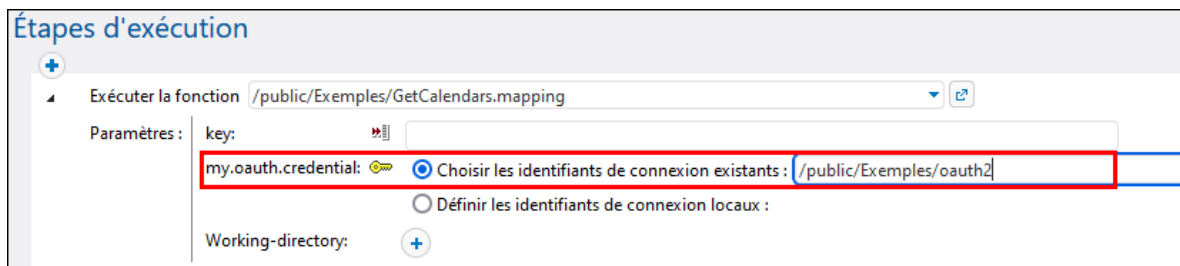 Étapes d'exécution
Exécuter la fonction /public/Exemples/GetCalendars.mapping
Paramètres : key:
my.oauth.credential: Choisir les identifiants de connexion existants : /public/Exemples/oauth2
Définir les identifiants de connexion locaux :
Working-directory: